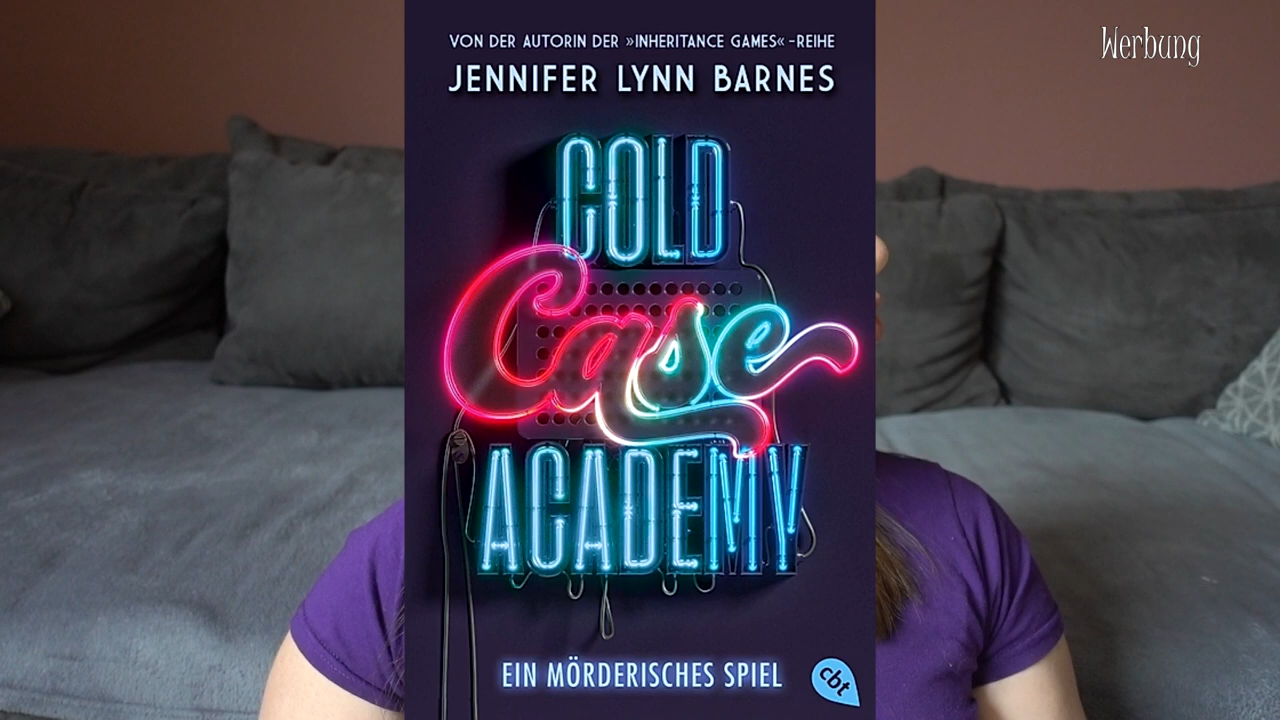 Werbung
VON DER AUTORIN DER »INHERITANCE GAMES«-REIHE
JENNIFER LYNN BARNES
COLD
Case
ACADEMY
EIN MÖRDERISCHES SPIEL
cbt